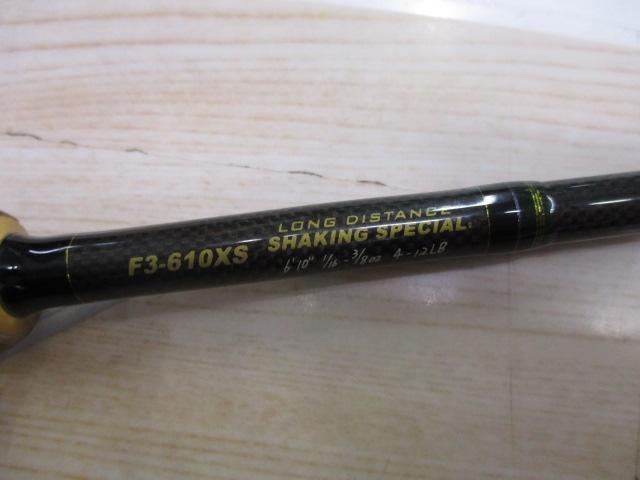 F3-610XS
LONG DISTANCE
SHAKING SPECIAL
6'10" 1/16-3/8oz 4-12LB